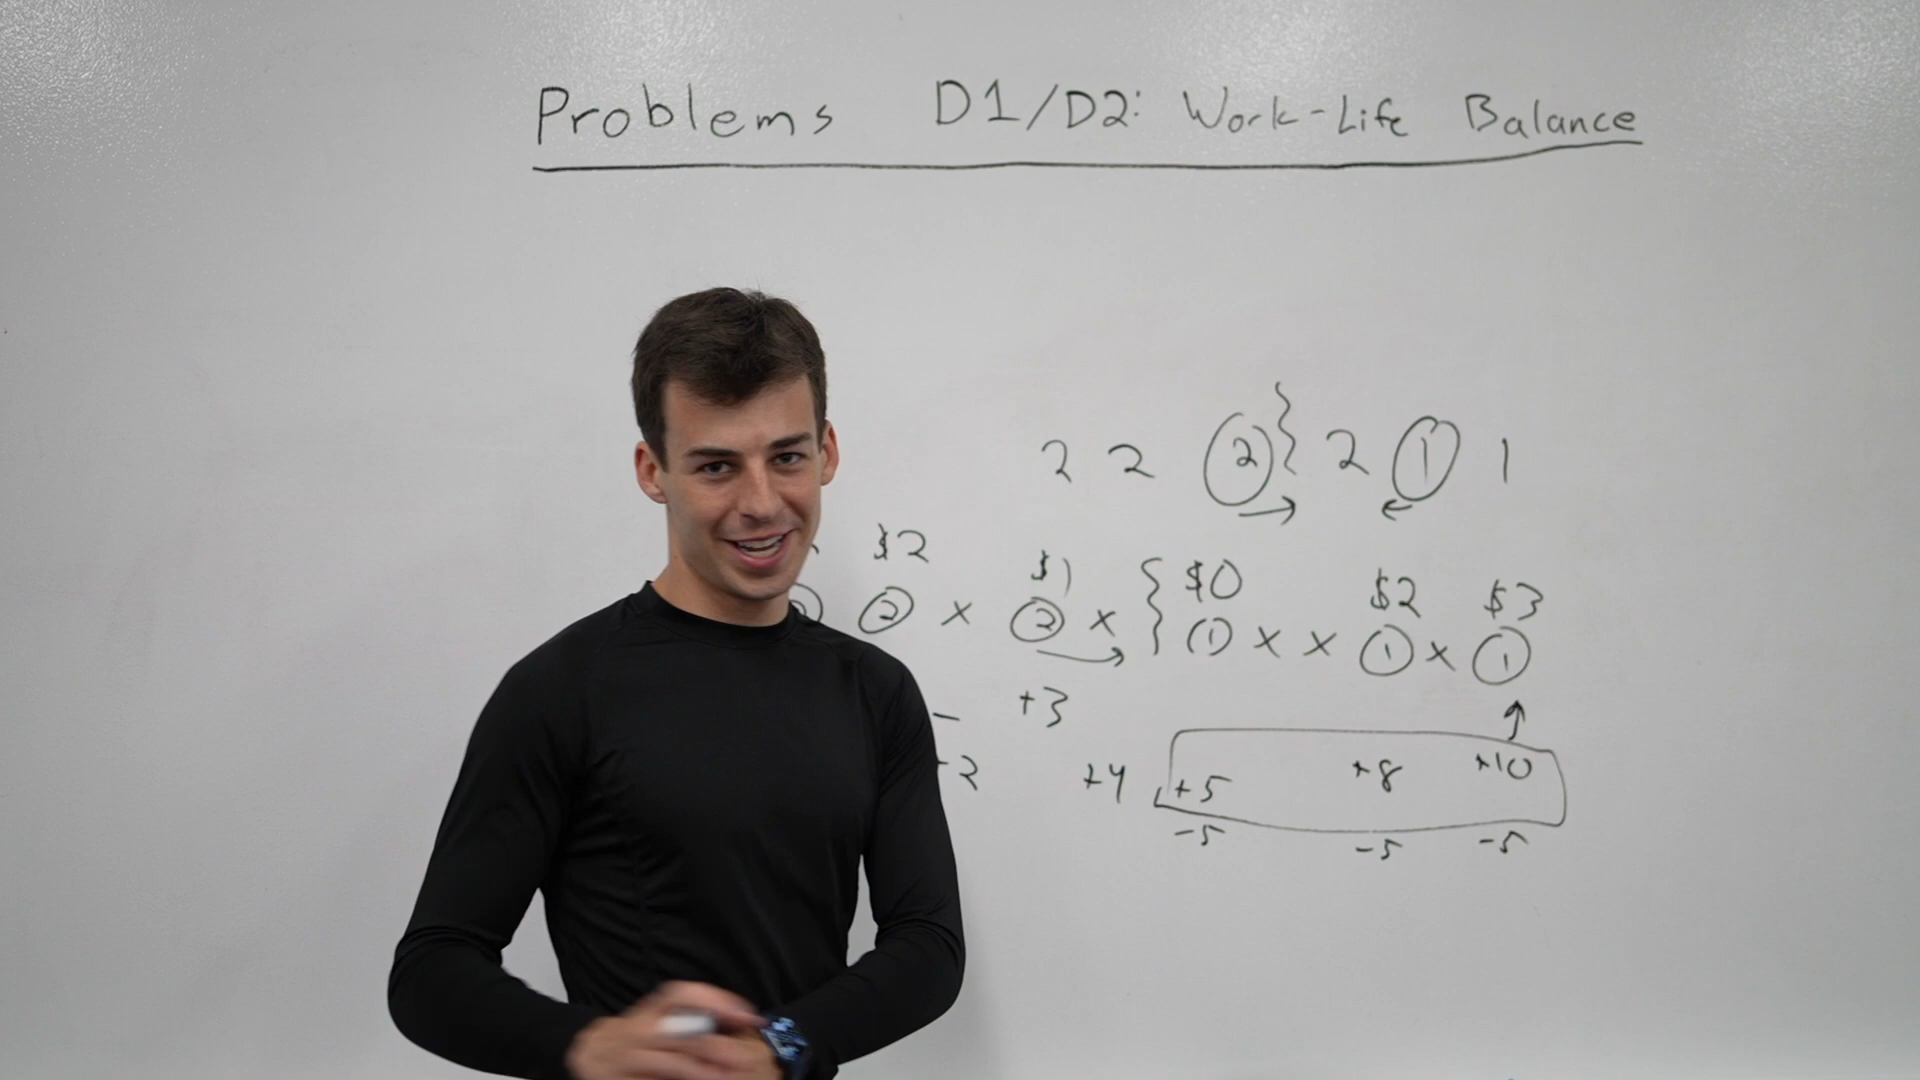 Problems D1/D2: Work-Life Balance
2 2 2 } 2 1 1
$2 $1 { $0 $2 $3
2 x 2 x } 1 x x 1 x 1
+3
+4 +5 +8 +10
-5 -5 -5